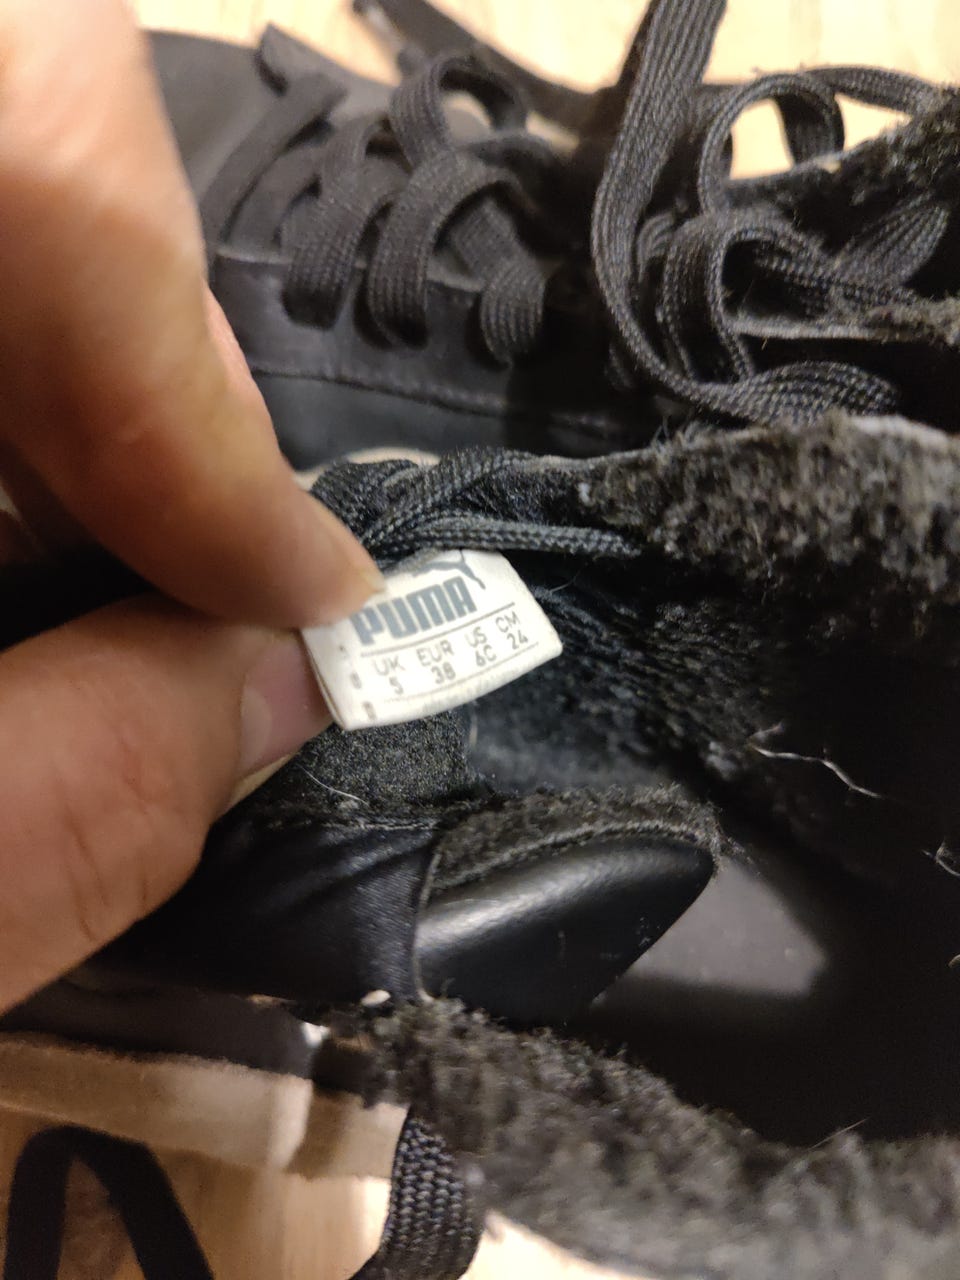 PUMA
UK EUR US CM
5 38 6C 24